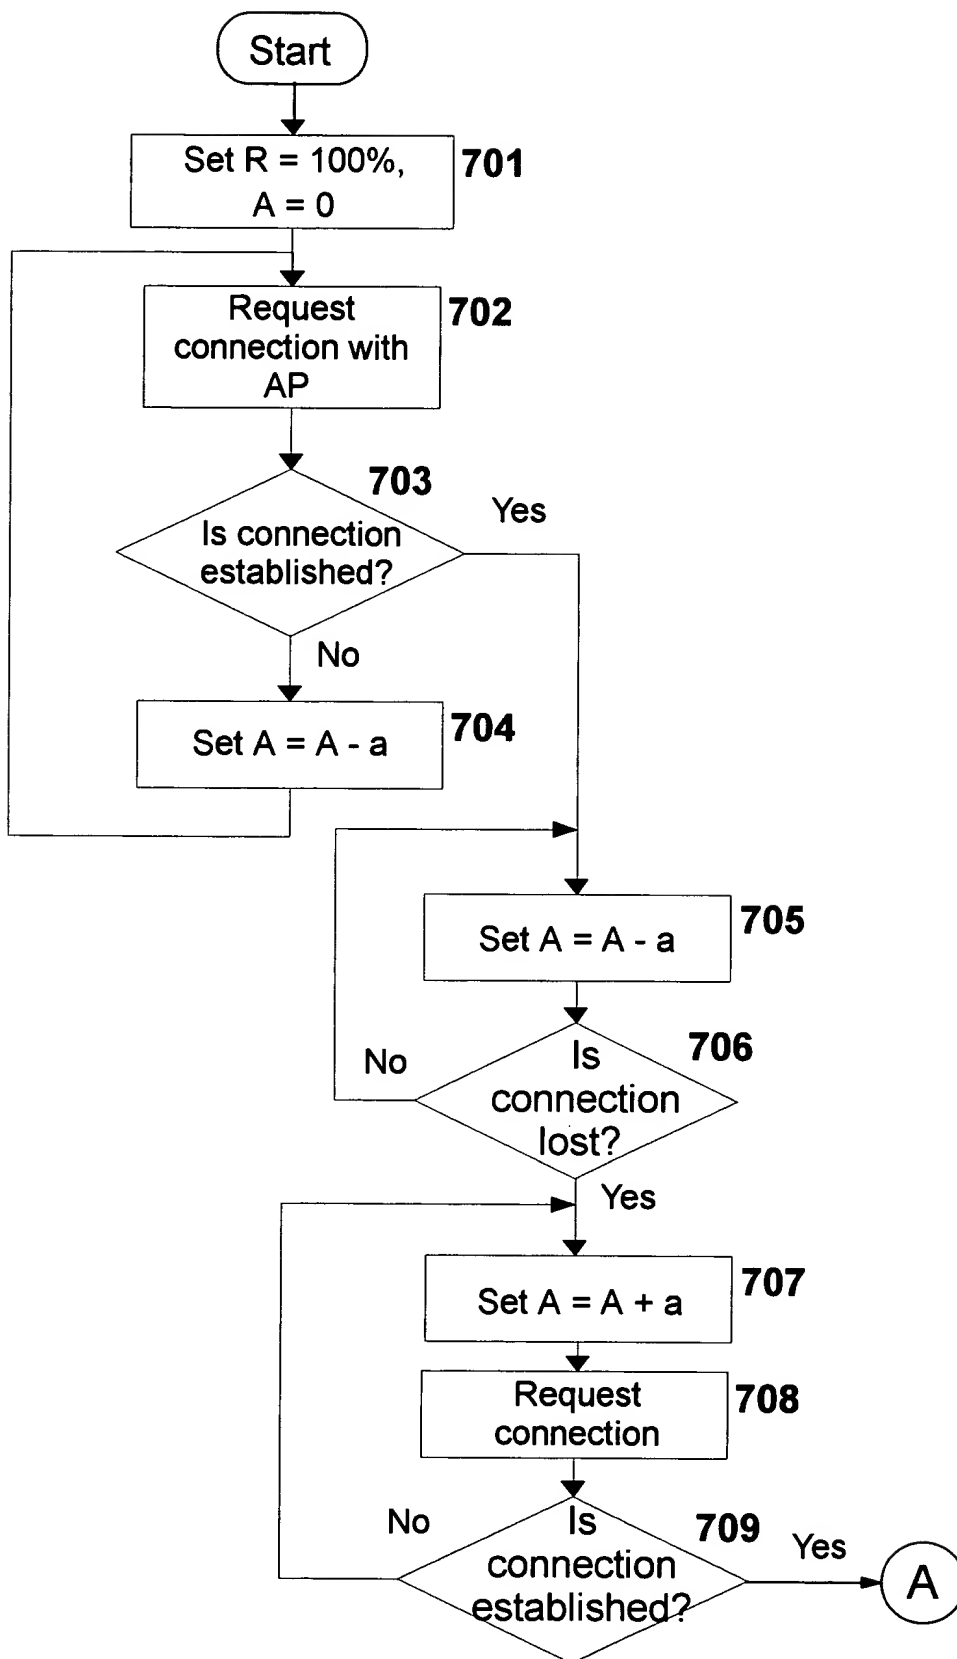 Start
Set R = 100%,
A = 0
701
Request
connection with
AP
702
703
Yes
Is connection
established?
No
Set A = A - a
704
Set A = A - a
705
706
No
Is
connection
lost?
Yes
Set A = A + a
707
Request
connection
708
No
Is
connection
established?
709
Yes
A